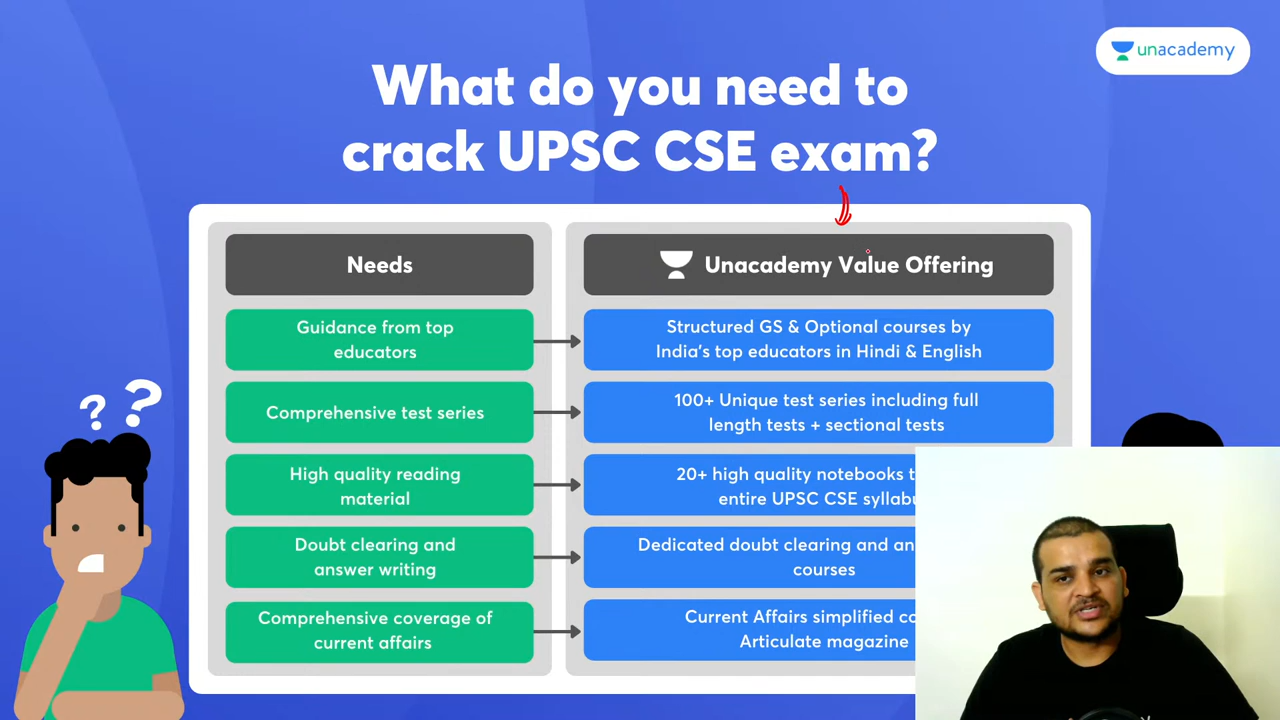 unacademy
What do you need to
crack UPSC CSE exam?
Needs
Unacademy Value Offering
Guidance from top
educators
Structured GS & Optional courses by
India's top educators in Hindi & English
Comprehensive test series
100+ Unique test series including full
length tests + sectional tests
High quality reading
material
20+ high quality notebooks
entire UPSC CSE
Doubt clearing and
answer writing
Dedicated doubt clearing and
courses
Comprehensive coverage of
current affairs
Current Affairs simplified
Articulate magazine
? ?